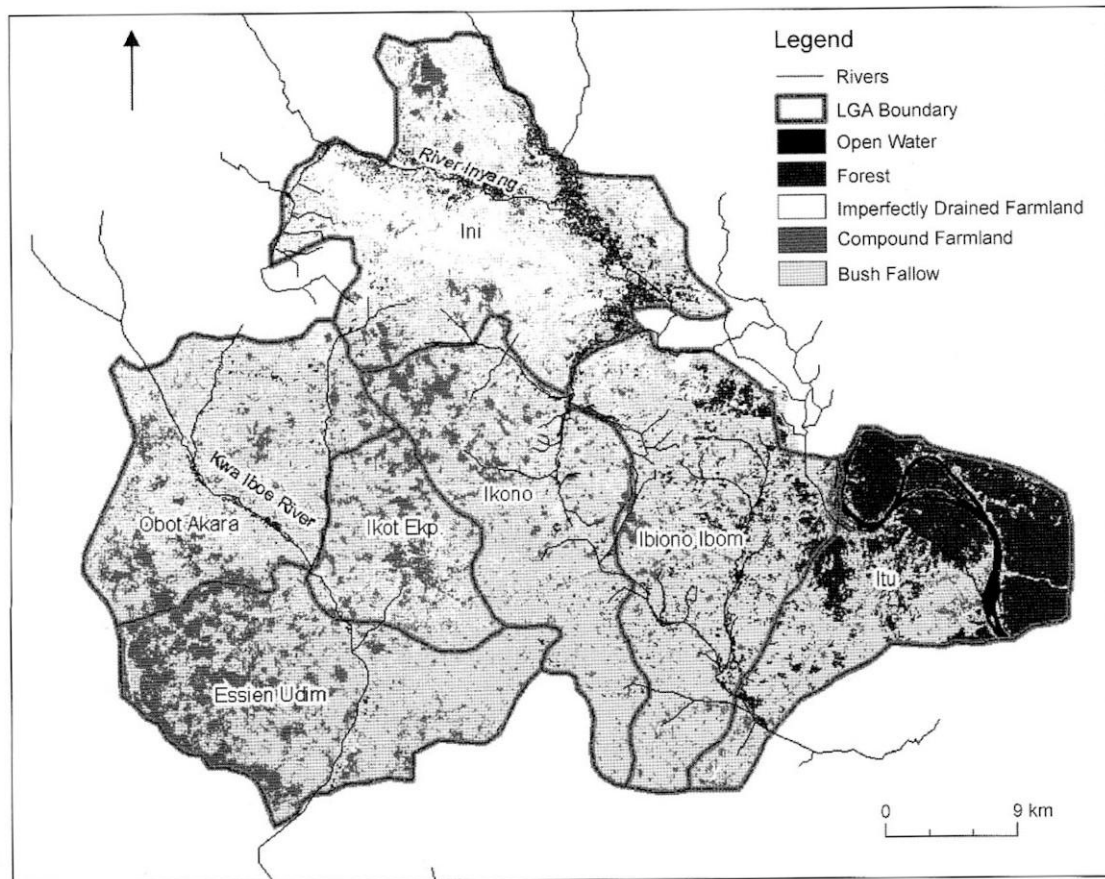 Legend
Rivers
LGA Boundary
Open Water
Forest
Imperfectly Drained Farmland
Compound Farmland
Bush Fallow
River Inyang
Ini
Kwa Iboe River
Obot Akara
Ikot Ekp.
Ikono
Ibiono Ibom
Itu
Essien Udim
0 9 km